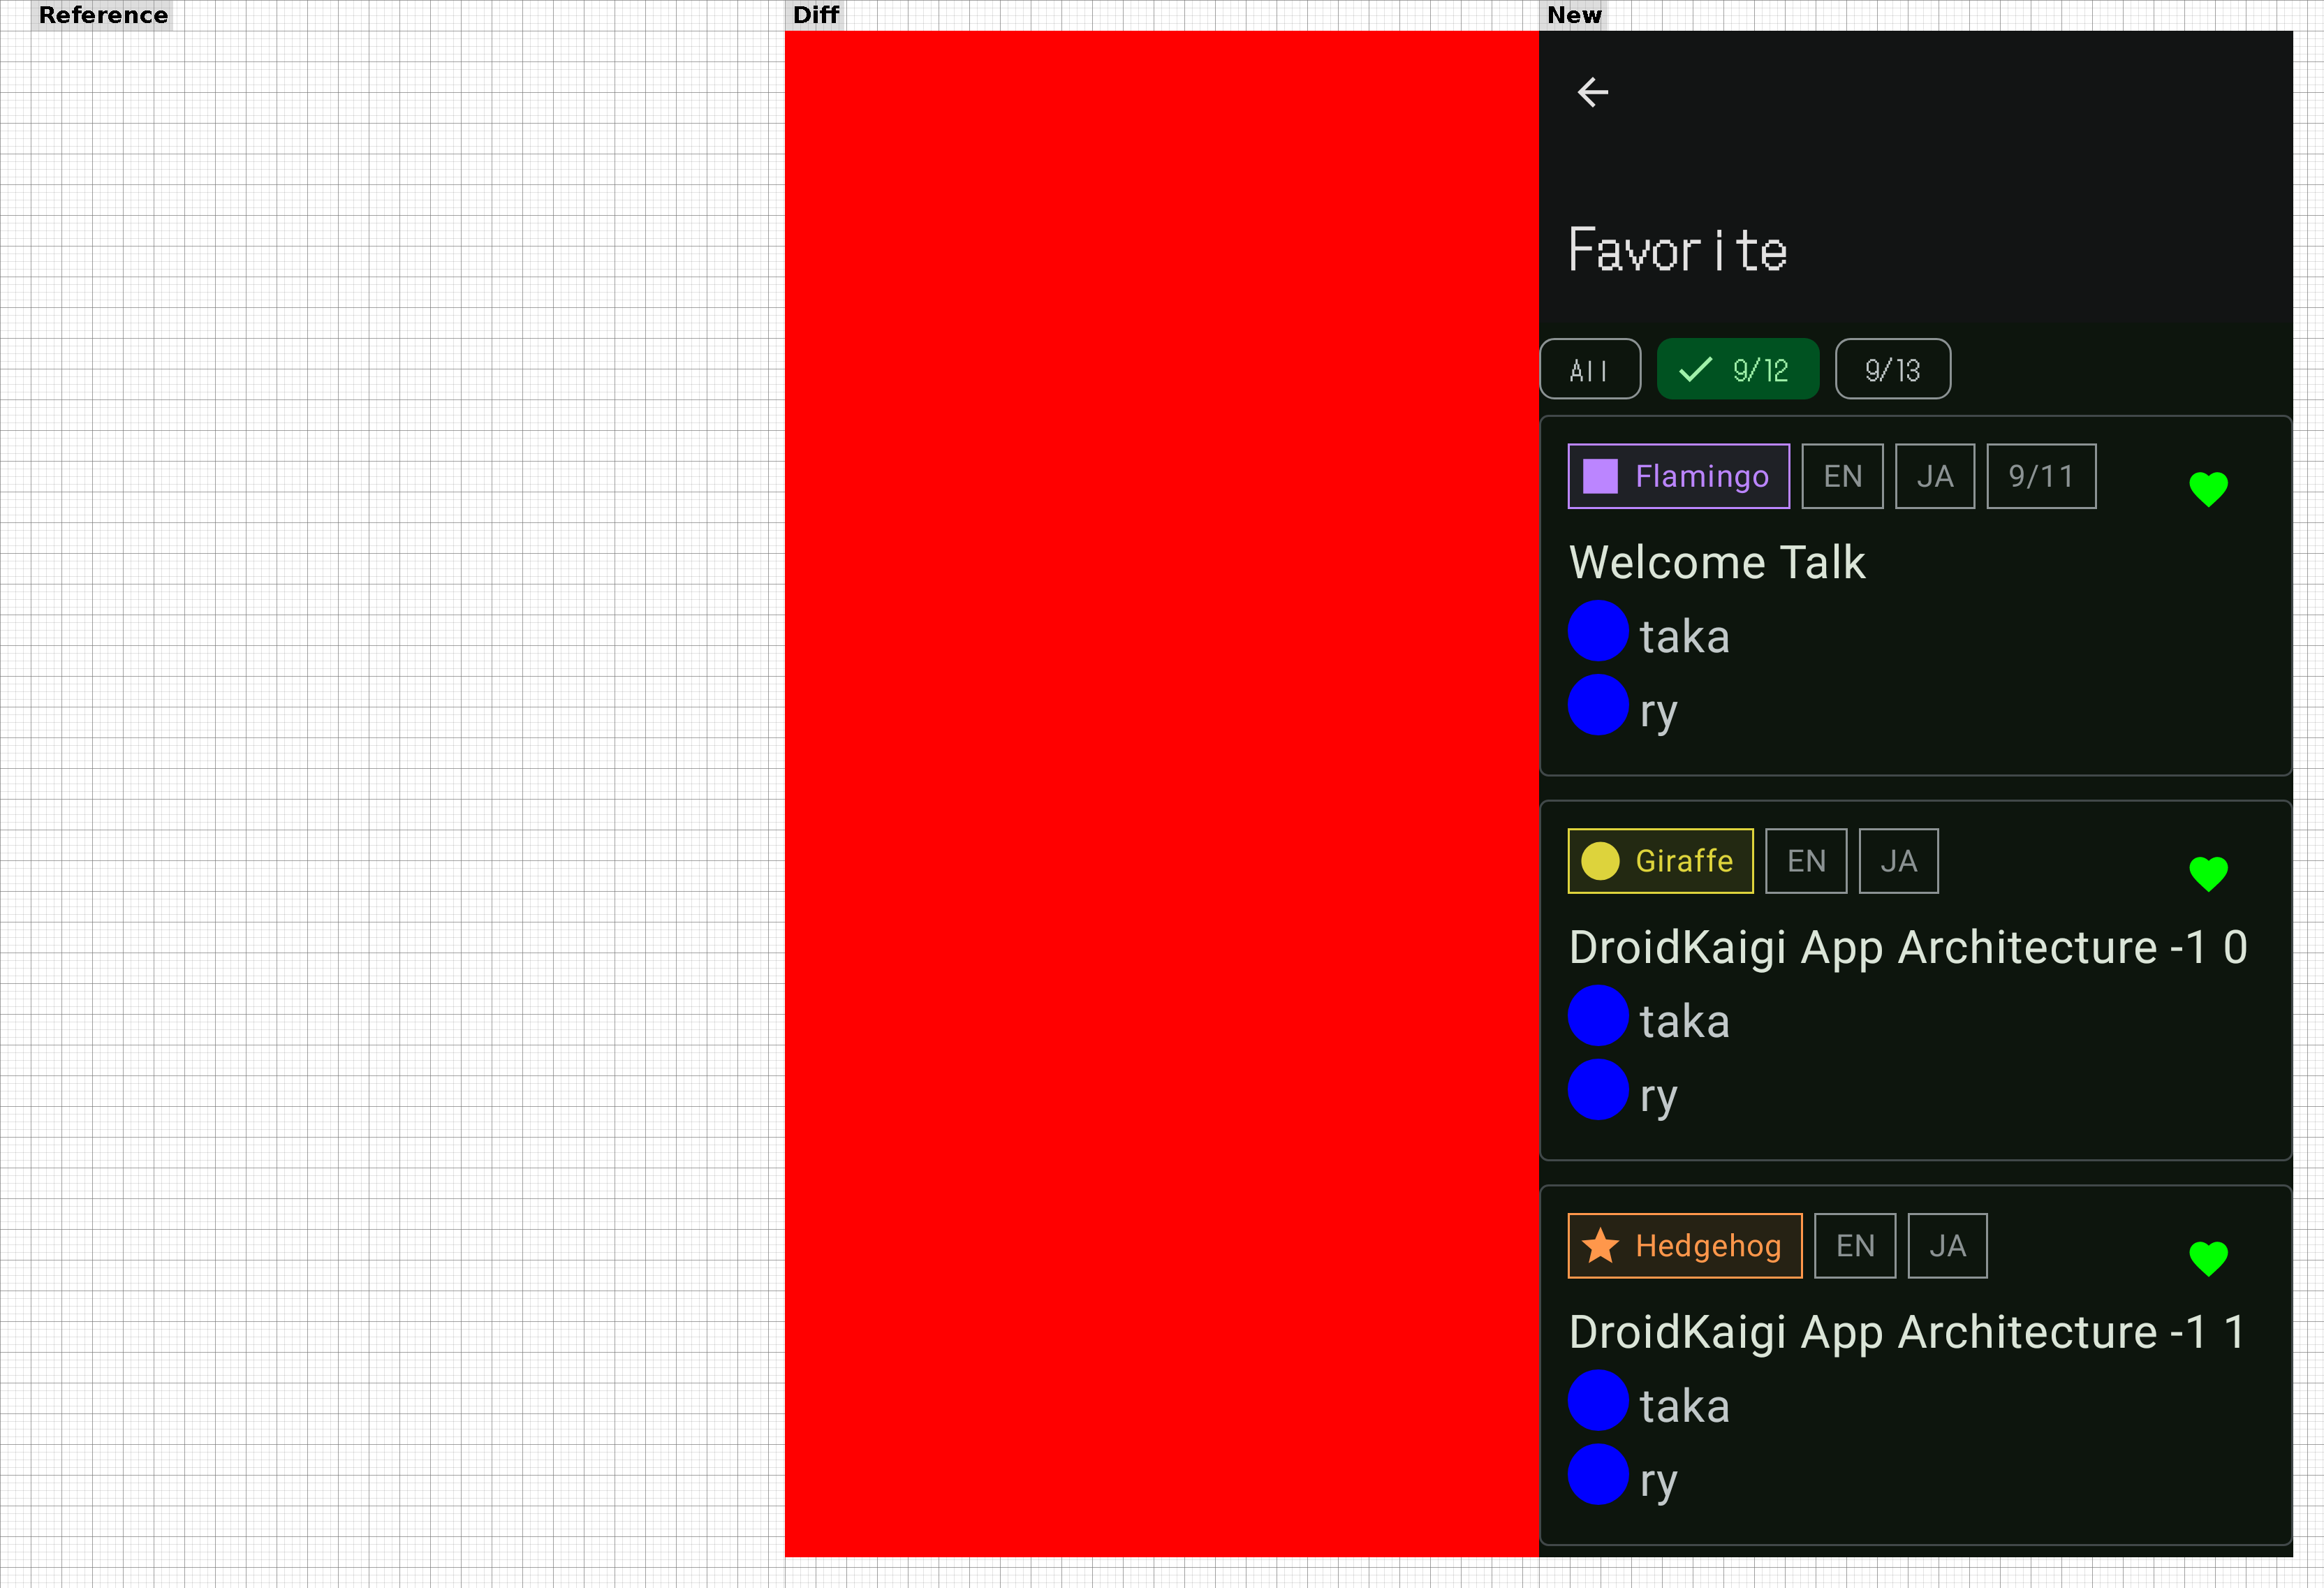 Reference Diff New
Favorite
All 9/12 9/13
Flamingo EN JA 9/11
Welcome Talk
taka
ry
Giraffe EN JA
DroidKaigi App Architecture -1 0
taka
ry
Hedgehog EN JA
DroidKaigi App Architecture -1 1
taka
ry